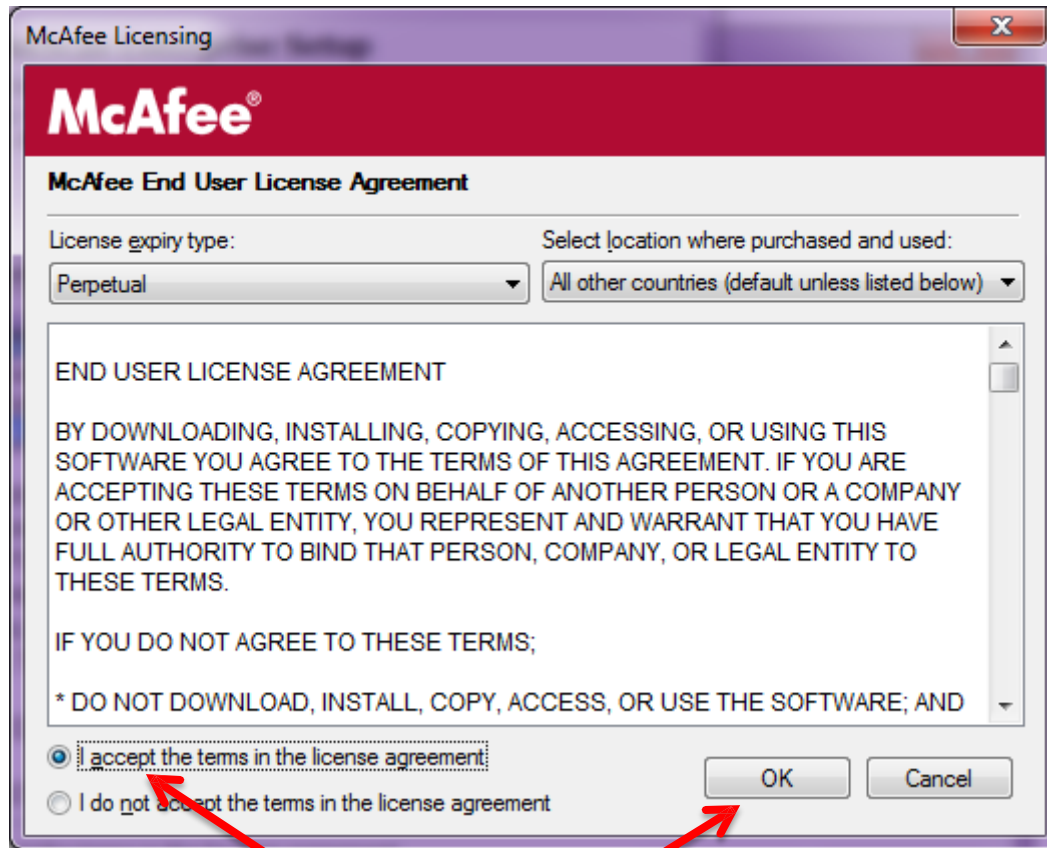 McAfee Licensing
McAfee®
McAfee End User License Agreement
License expiry type:
Select location where purchased and used:
Perpetual
All other countries (default unless listed below)
END USER LICENSE AGREEMENT
BY DOWNLOADING, INSTALLING, COPYING, ACCESSING, OR USING THIS
SOFTWARE YOU AGREE TO THE TERMS OF THIS AGREEMENT. IF YOU ARE
ACCEPTING THESE TERMS ON BEHALF OF ANOTHER PERSON OR A COMPANY
OR OTHER LEGAL ENTITY, YOU REPRESENT AND WARRANT THAT YOU HAVE
FULL AUTHORITY TO BIND THAT PERSON, COMPANY, OR LEGAL ENTITY TO
THESE TERMS.
IF YOU DO NOT AGREE TO THESE TERMS;
* DO NOT DOWNLOAD, INSTALL, COPY, ACCESS, OR USE THE SOFTWARE; AND
I accept the terms in the license agreement
I do not accept the terms in the license agreement
OK
Cancel